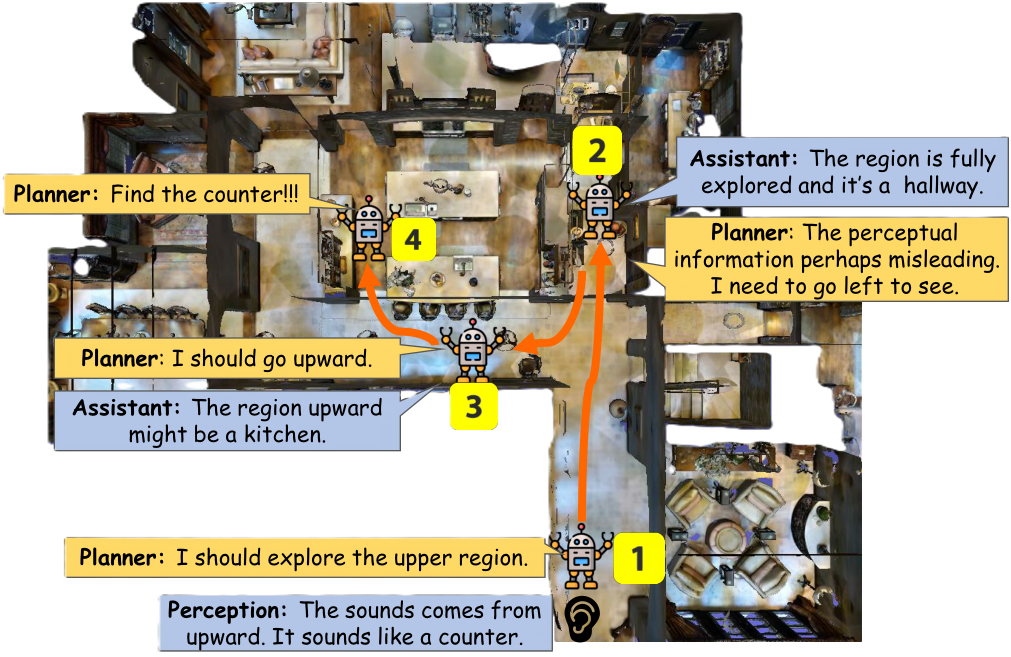 2
Assistant: The region is fully
explored and it's a hallway.
Planner: Find the counter!!!
4
Planner: The perceptual
information perhaps misleading.
I need to go left to see.
Planner: I should go upward.
3
Assistant: The region upward
might be a kitchen.
Planner: I should explore the upper region.
1
Perception: The sounds comes from
upward. It sounds like a counter.